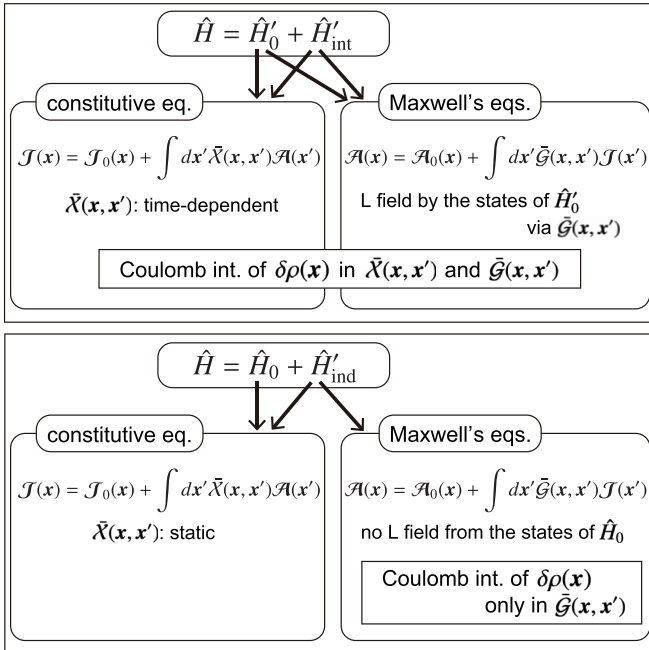 Ĥ = Ĥ′₀ + Ĥ′ᵢₙₜ
constitutive eq.
𝒥(𝒙) = 𝒥₀(𝒙) + ∫ d𝒙′𝒳̄(𝒙, 𝒙′)𝒜(𝒙′)
𝒳̄(𝒙, 𝒙′): time-dependent
Maxwell's eqs.
𝒜(𝒙) = 𝒜₀(𝒙) + ∫ d𝒙′𝒢̄(𝒙, 𝒙′)𝒥(𝒙′)
L field by the states of Ĥ′₀
via 𝒢̄(𝒙, 𝒙′)
Coulomb int. of δρ(𝒙) in 𝒳̄(𝒙, 𝒙′) and 𝒢̄(𝒙, 𝒙′)
Ĥ = Ĥ₀ + Ĥ′ᵢₙd
constitutive eq.
𝒥(𝒙) = 𝒥₀(𝒙) + ∫ d𝒙′𝒳̄(𝒙, 𝒙′)𝒜(𝒙′)
𝒳̄(𝒙, 𝒙′): static
Maxwell's eqs.
𝒜(𝒙) = 𝒜₀(𝒙) + ∫ d𝒙′𝒢̄(𝒙, 𝒙′)𝒥(𝒙′)
no L field from the states of Ĥ₀
Coulomb int. of δρ(𝒙)
only in 𝒢̄(𝒙, 𝒙′)